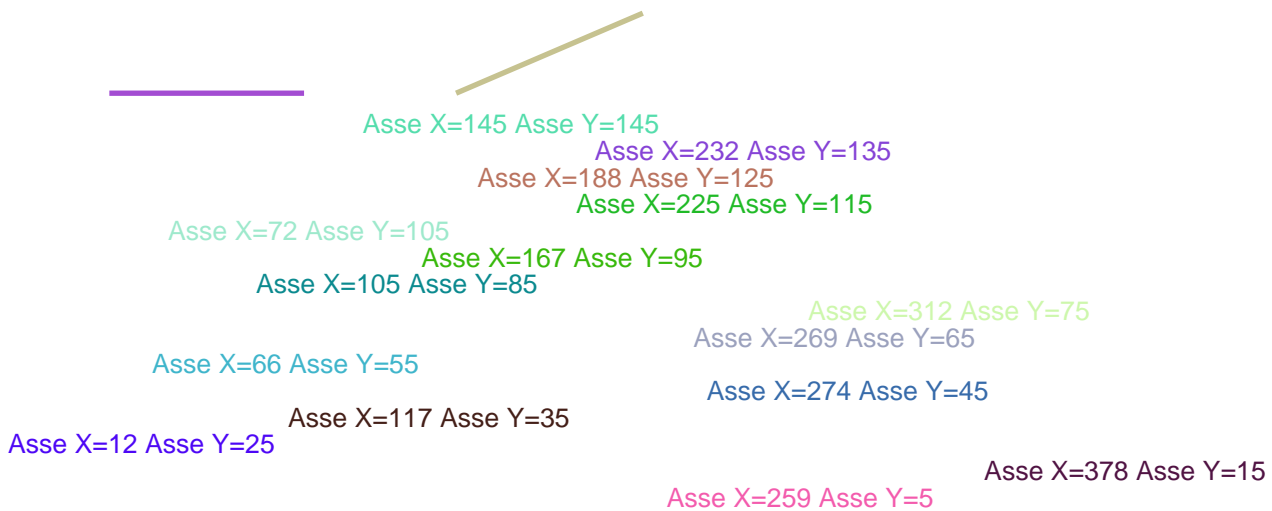 Asse X=145 Asse Y=145
Asse X=232 Asse Y=135
Asse X=188 Asse Y=125
Asse X=225 Asse Y=115
Asse X=72 Asse Y=105
Asse X=167 Asse Y=95
Asse X=105 Asse Y=85
Asse X=312 Asse Y=75
Asse X=269 Asse Y=65
Asse X=66 Asse Y=55
Asse X=274 Asse Y=45
Asse X=117 Asse Y=35
Asse X=12 Asse Y=25
Asse X=378 Asse Y=15
Asse X=259 Asse Y=5